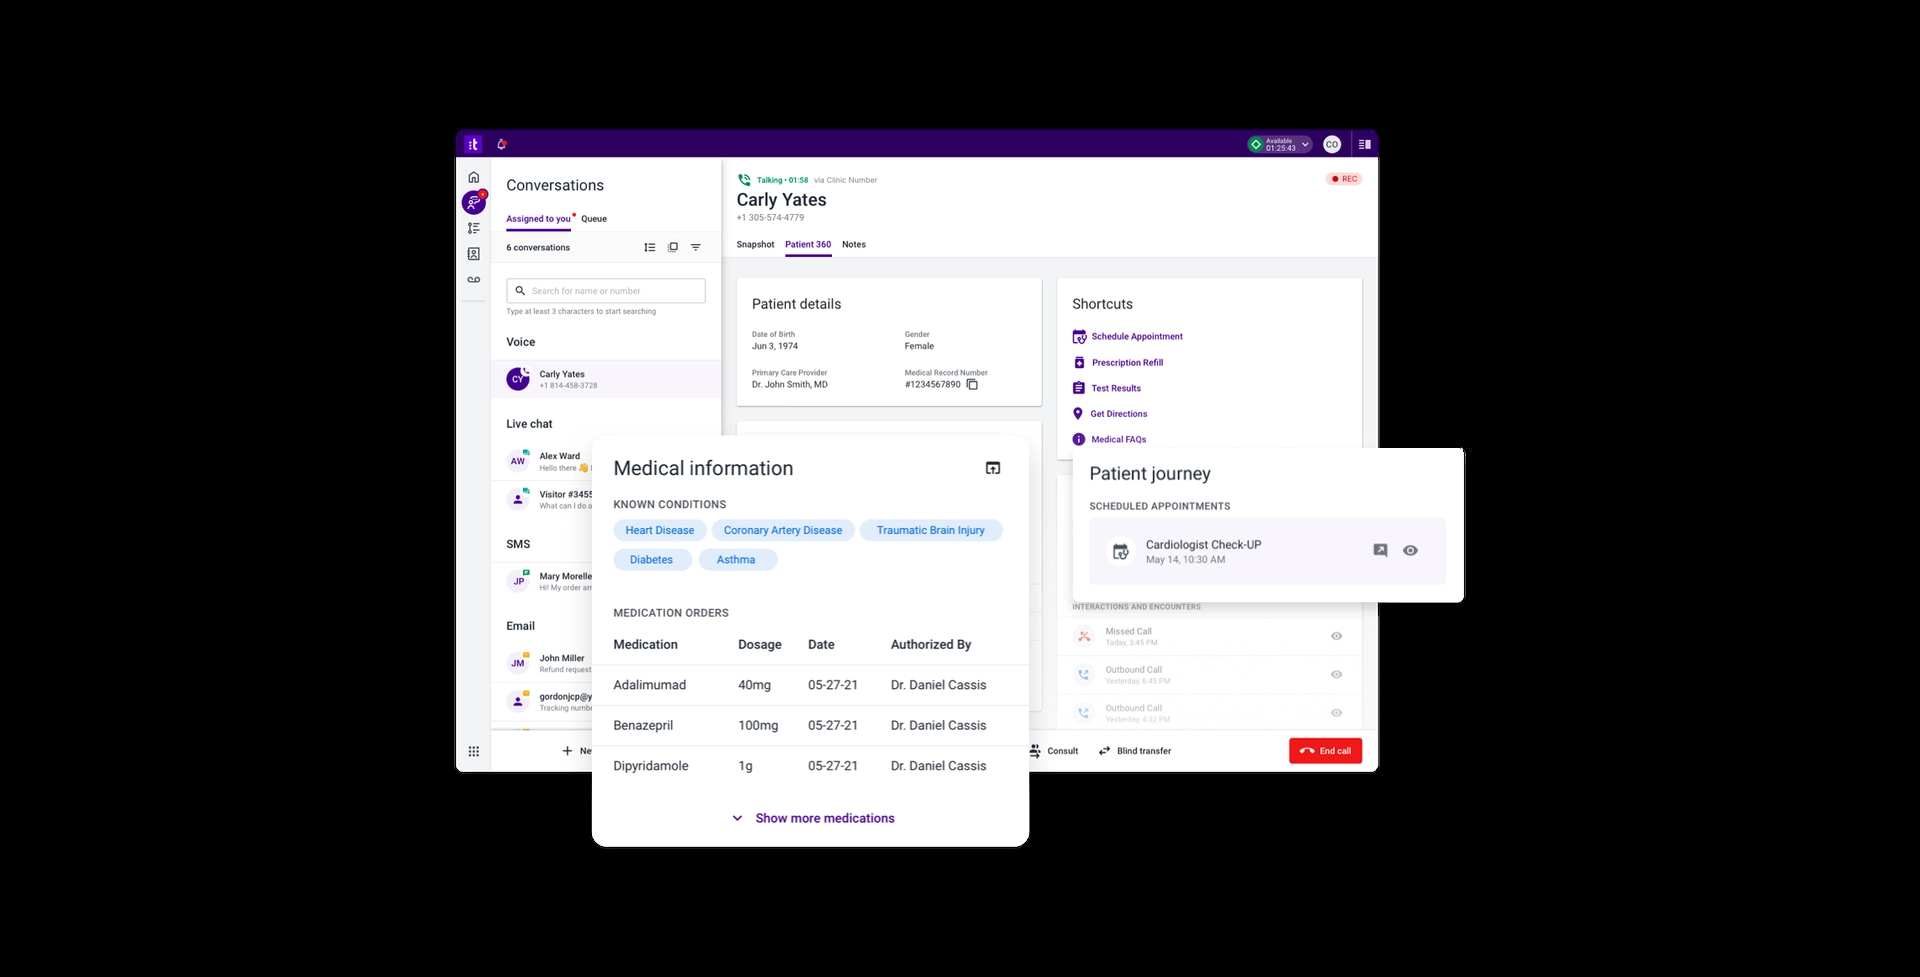 :t
Available
01:25:43
CO
Conversations
Assigned to you
Queue
6 conversations
Search for name or number
Type at least 3 characters to start searching
Voice
CY
Carly Yates
+1 814-458-3728
Live chat
AW
Alex Ward
Hello there 👋
Visitor #3455
What can I do a
SMS
JP
Mary Morelle
Hi! My order arr
Email
JM
John Miller
Refund request
gordonjcp@y
Tracking numbe
Talking • 01:58 via Clinic Number
REC
Carly Yates
+1 305-574-4779
Snapshot
Patient 360
Notes
Patient details
Date of Birth
Jun 3, 1974
Gender
Female
Primary Care Provider
Dr. John Smith, MD
Medical Record Number
#1234567890
Shortcuts
Schedule Appointment
Prescription Refill
Test Results
Get Directions
Medical FAQs
Medical information
KNOWN CONDITIONS
Heart Disease
Coronary Artery Disease
Traumatic Brain Injury
Diabetes
Asthma
MEDICATION ORDERS
Medication Dosage Date Authorized By
Adalimumad 40mg 05-27-21 Dr. Daniel Cassis
Benazepril 100mg 05-27-21 Dr. Daniel Cassis
Dipyridamole 1g 05-27-21 Dr. Daniel Cassis
Show more medications
Patient journey
SCHEDULED APPOINTMENTS
Cardiologist Check-UP
May 14, 10:30 AM
INTERACTIONS AND ENCOUNTERS
Missed Call
Today, 3:45 PM
Outbound Call
Yesterday, 6:45 PM
Outbound Call
Yesterday, 4:32 PM
Consult
Blind transfer
End call